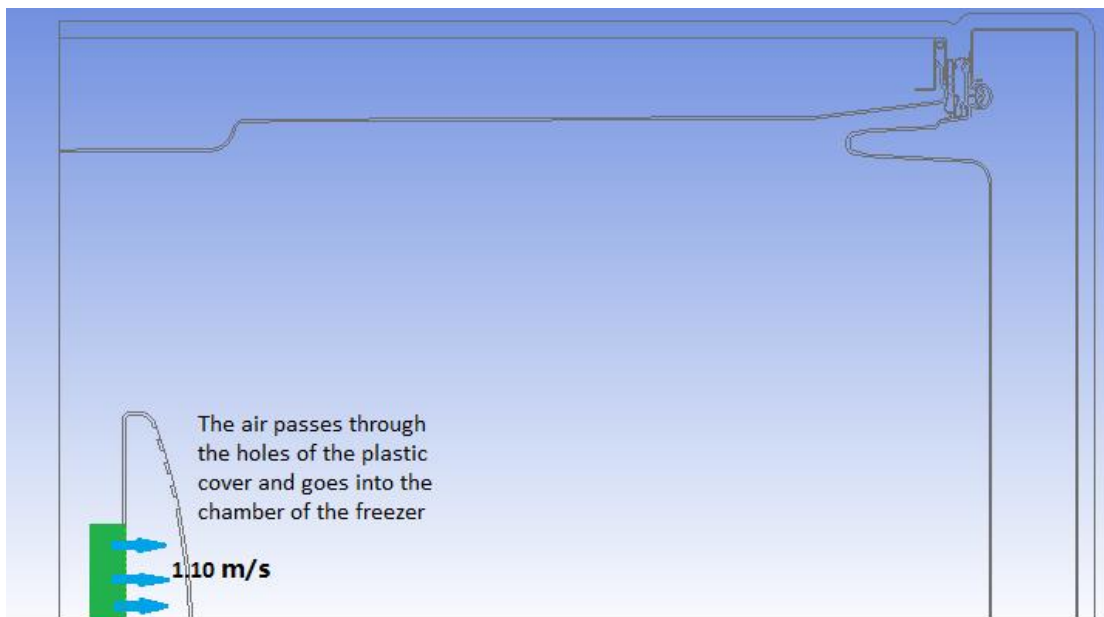 The air passes through
the holes of the plastic
cover and goes into the
chamber of the freezer
1.10 m/s